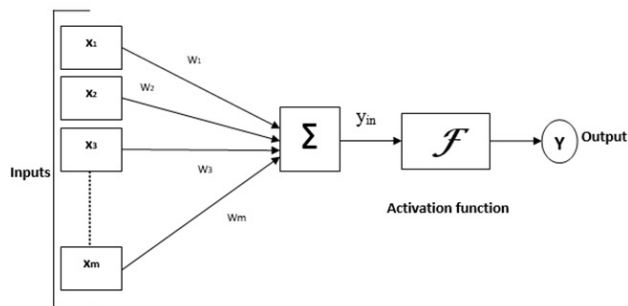 x1
W1
x2
W2
x3
W3
Inputs
Σ
yin
ℱ
Y
Output
Activation function
Wm
xm